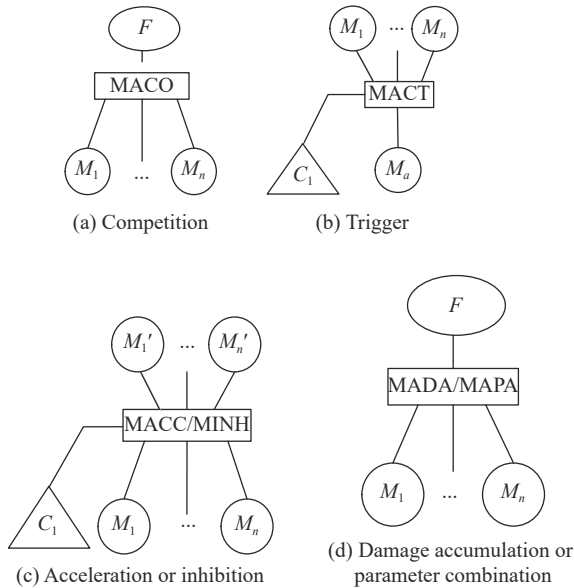 F
MACO
M₁ ... Mₙ
(a) Competition
M₁ ... Mₙ
MACT
C₁ Mₐ
(b) Trigger
M₁′ ... Mₙ′
MACC/MINH
C₁ M₁ ... Mₙ
(c) Acceleration or inhibition
F
MADA/MAPA
M₁ ... Mₙ
(d) Damage accumulation or
parameter combination